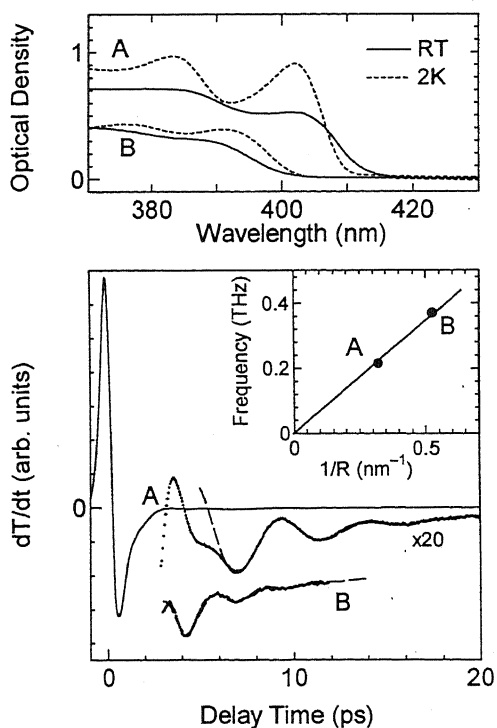 Optical Density
1
0
A
B
RT
2K
380 400 420
Wavelength (nm)
dT/dt (arb. units)
0
Frequency (THz)
0.4
0.2
0
A
B
0 0.5
1/R (nm⁻¹)
A
x20
B
0 10 20
Delay Time (ps)